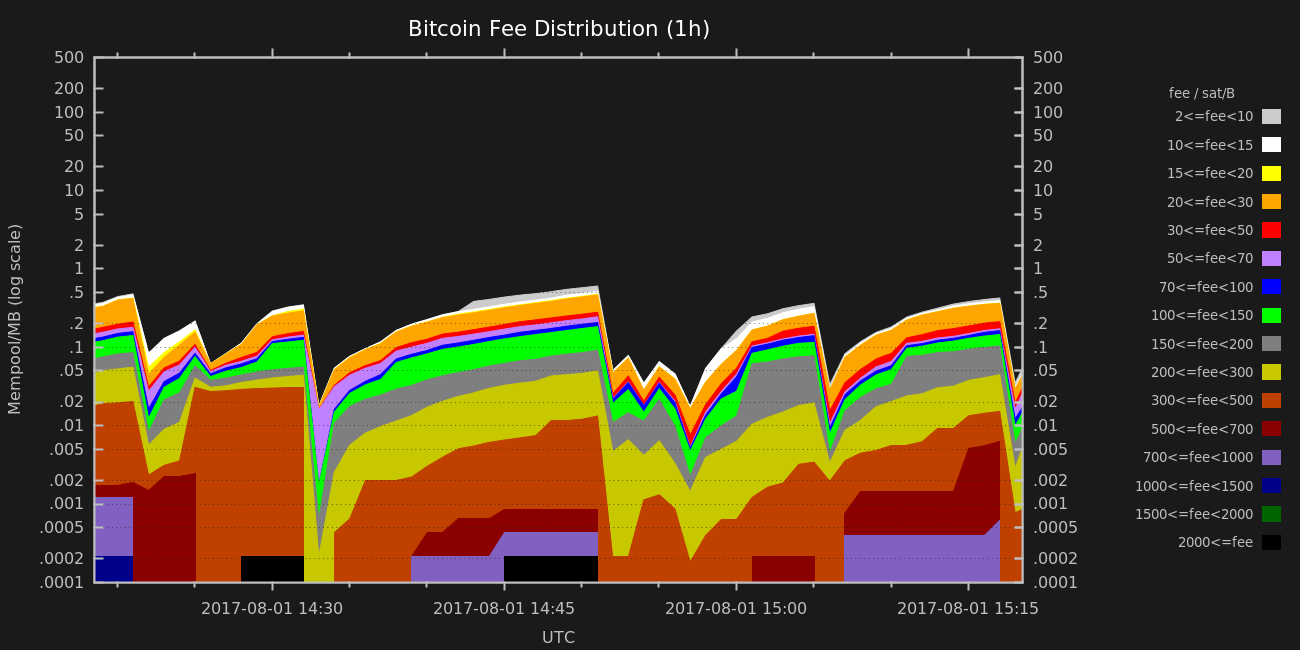 Bitcoin Fee Distribution (1h)
500 500
200 200
100 100
50 50
20 20
10 10
5 5
2 2
1 1
.5 .5
.2 .2
.1 .1
.05 .05
.02 .02
.01 .01
.005 .005
.002 .002
.001 .001
.0005 .0005
.0002 .0002
.0001 .0001
Mempool/MB (log scale)
2017-08-01 14:30 2017-08-01 14:45 2017-08-01 15:00 2017-08-01 15:15
UTC
fee / sat/B
2<=fee<10
10<=fee<15
15<=fee<20
20<=fee<30
30<=fee<50
50<=fee<70
70<=fee<100
100<=fee<150
150<=fee<200
200<=fee<300
300<=fee<500
500<=fee<700
700<=fee<1000
1000<=fee<1500
1500<=fee<2000
2000<=fee